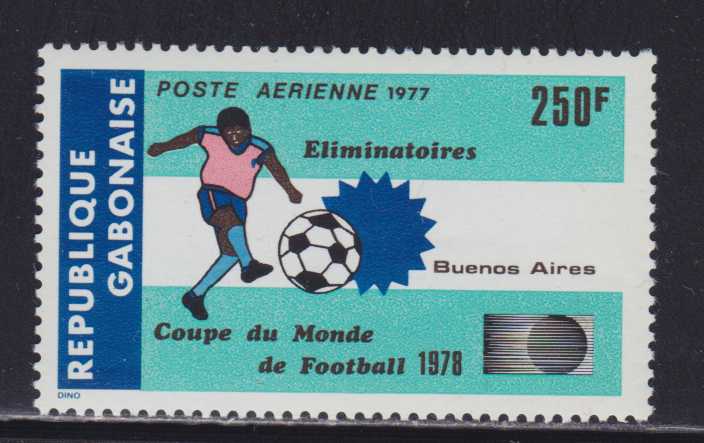 REPUBLIQUE
GABONAISE
POSTE AERIENNE 1977
250F
Eliminatoires
Buenos Aires
Coupe du Monde
de Football 1978
DINO